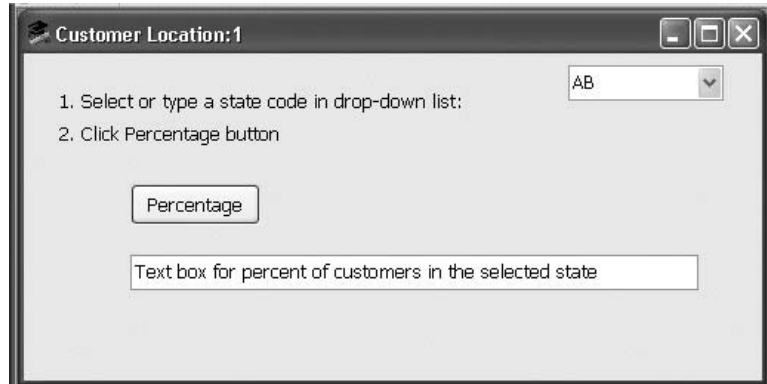 Customer Location:1
AB
1. Select or type a state code in drop-down list:
2. Click Percentage button
Percentage
Text box for percent of customers in the selected state